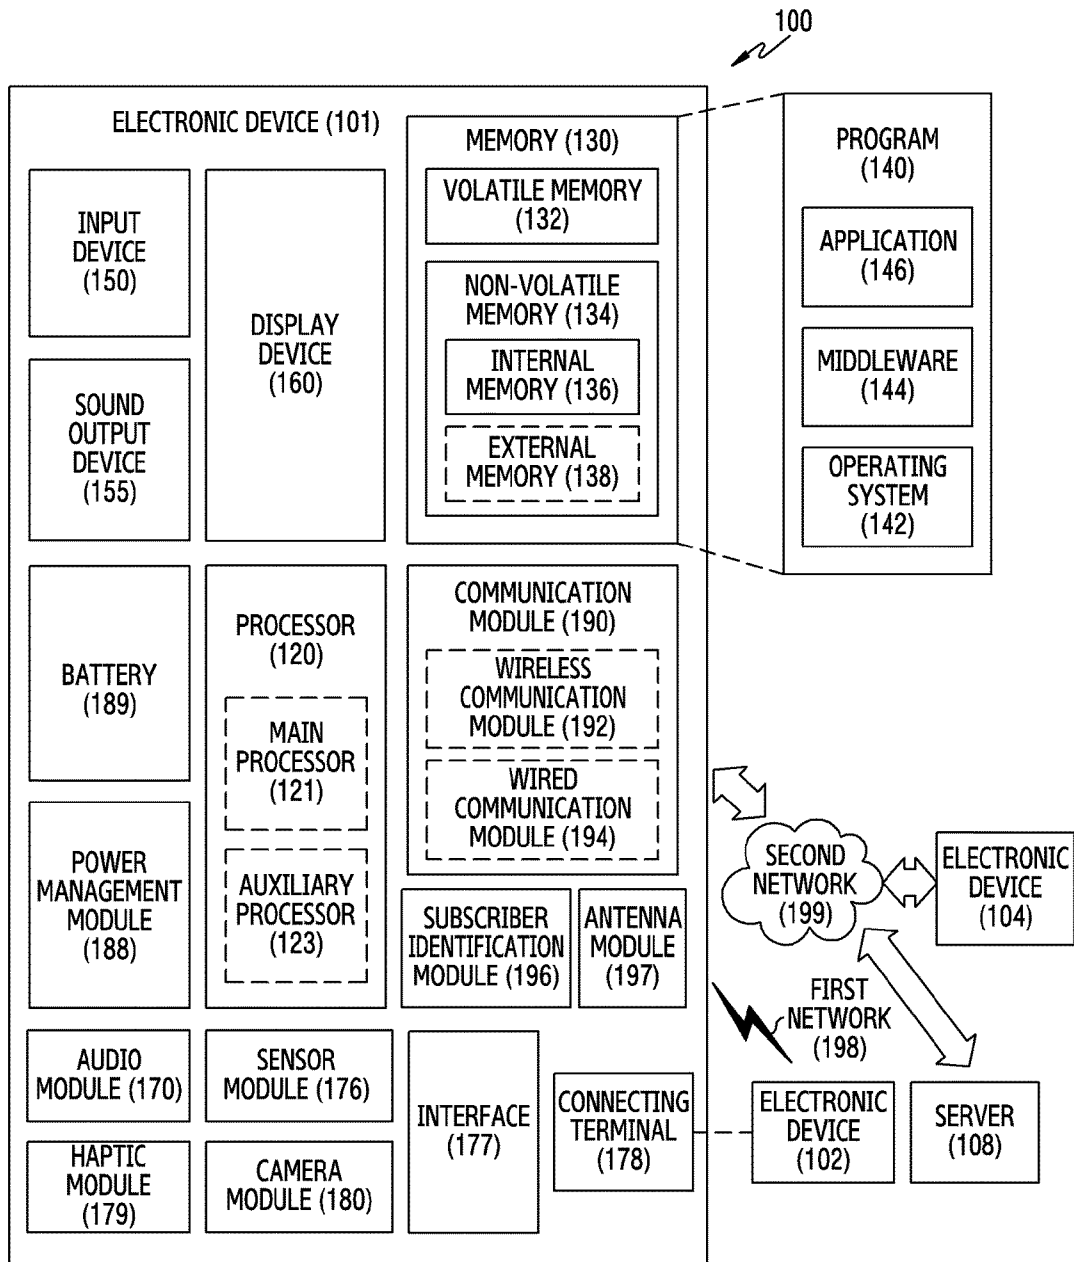 100
ELECTRONIC DEVICE (101)
INPUT
DEVICE
(150)
SOUND
OUTPUT
DEVICE
(155)
DISPLAY
DEVICE
(160)
MEMORY (130)
VOLATILE MEMORY
(132)
NON-VOLATILE
MEMORY (134)
INTERNAL
MEMORY (136)
EXTERNAL
MEMORY (138)
PROGRAM
(140)
APPLICATION
(146)
MIDDLEWARE
(144)
OPERATING
SYSTEM
(142)
BATTERY
(189)
POWER
MANAGEMENT
MODULE
(188)
PROCESSOR
(120)
MAIN
PROCESSOR
(121)
AUXILIARY
PROCESSOR
(123)
COMMUNICATION
MODULE (190)
WIRELESS
COMMUNICATION
MODULE (192)
WIRED
COMMUNICATION
MODULE (194)
SUBSCRIBER
IDENTIFICATION
MODULE (196)
ANTENNA
MODULE
(197)
SECOND
NETWORK
(199)
ELECTRONIC
DEVICE
(104)
FIRST
NETWORK
(198)
AUDIO
MODULE (170)
SENSOR
MODULE (176)
INTERFACE
(177)
CONNECTING
TERMINAL
(178)
ELECTRONIC
DEVICE
(102)
SERVER
(108)
HAPTIC
MODULE
(179)
CAMERA
MODULE (180)